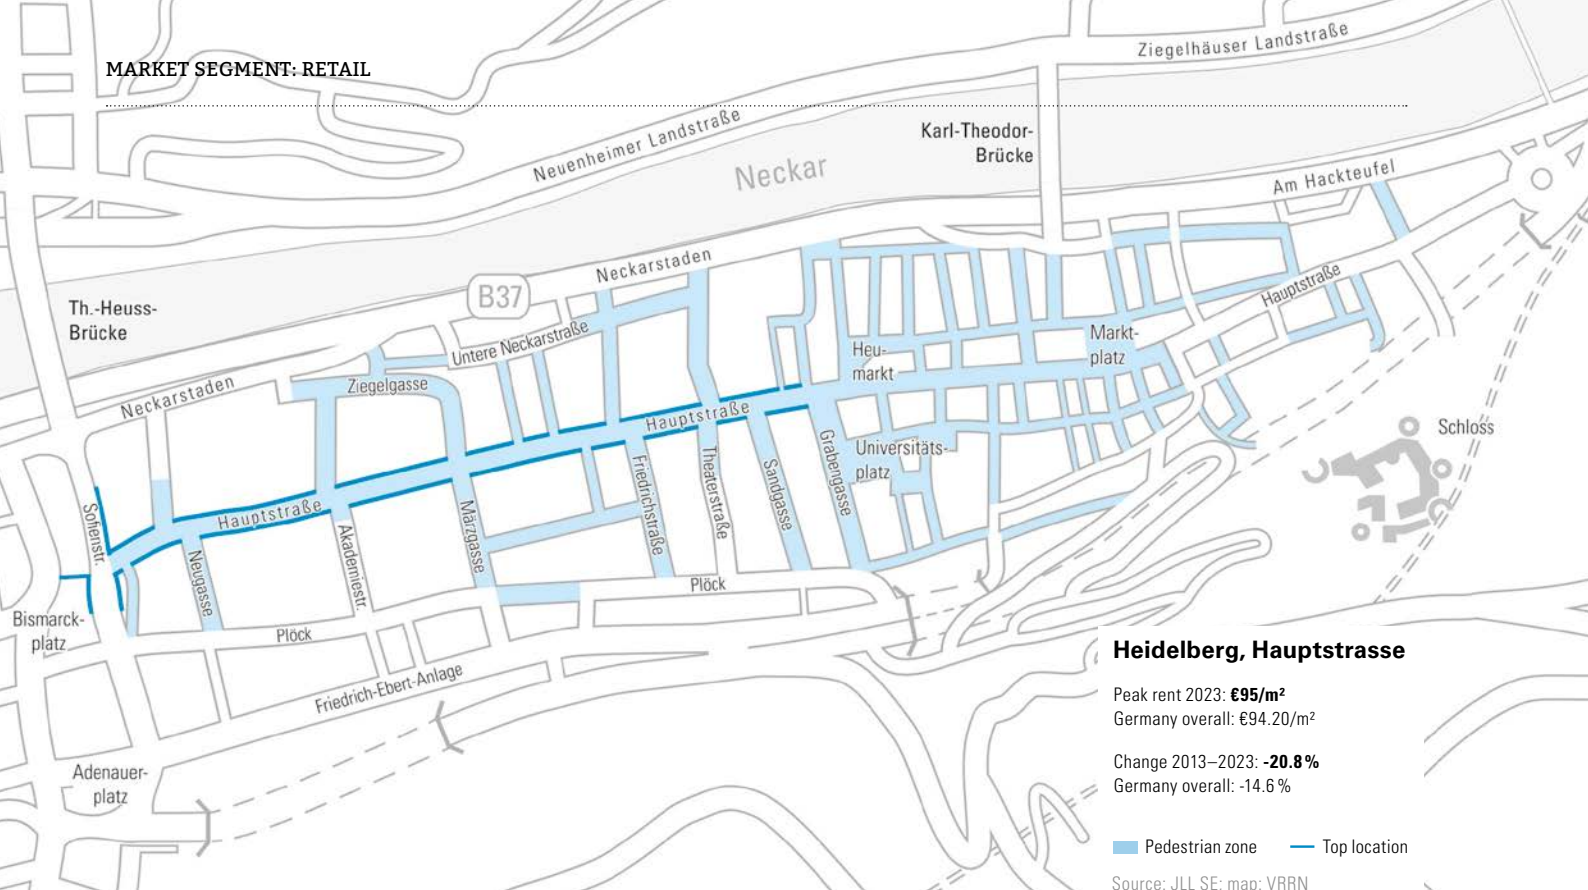 MARKET SEGMENT: RETAIL
Ziegelhäuser Landstraße
Neuenheimer Landstraße
Karl-Theodor-
Brücke
Neckar
Am Hackteufel
Neckarstaden
B37
Th.-Heuss-
Brücke
Hauptstraße
Untere Neckarstraße
Markt-
platz
Heu-
markt
Ziegelgasse
Neckarstaden
Hauptstraße
Schloss
Universitäts-
platz
Grabengasse
Sandgasse
Theaterstraße
Friedrichstraße
Märzgasse
Hauptstraße
Akademiestr.
Neugasse
Sofienstr.
Bismarck-
platz
Plöck
Plöck
Friedrich-Ebert-Anlage
Adenauer-
platz
Heidelberg, Hauptstrasse
Peak rent 2023: €95/m²
Germany overall: €94.20/m²
Change 2013–2023: -20.8 %
Germany overall: -14.6 %
Pedestrian zone
Top location
Source: JLL SE; map: VRRN